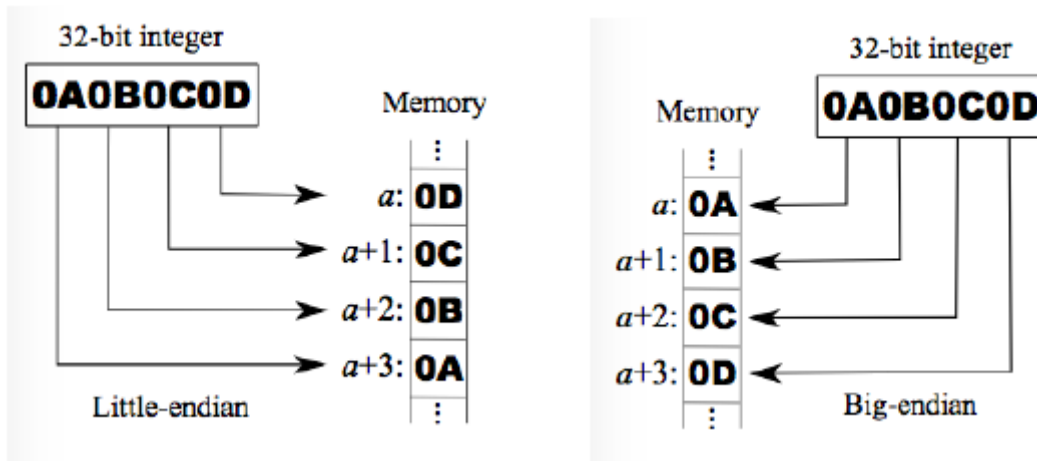 32-bit integer
0A0B0C0D
Memory
⋮
a: 0D
a+1: 0C
a+2: 0B
a+3: 0A
⋮
Little-endian
32-bit integer
0A0B0C0D
Memory
⋮
a: 0A
a+1: 0B
a+2: 0C
a+3: 0D
⋮
Big-endian